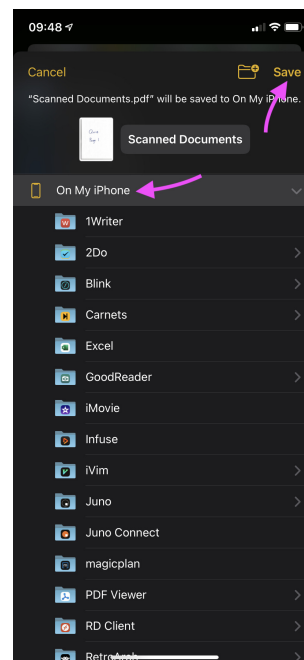 09:48
Cancel
Save
“Scanned Documents.pdf” will be saved to On My iPhone.
Scanned Documents
On My iPhone
1Writer
2Do
Blink
Carnets
Excel
GoodReader
iMovie
Infuse
iVim
Juno
Juno Connect
magicplan
PDF Viewer
RD Client
RetroArch